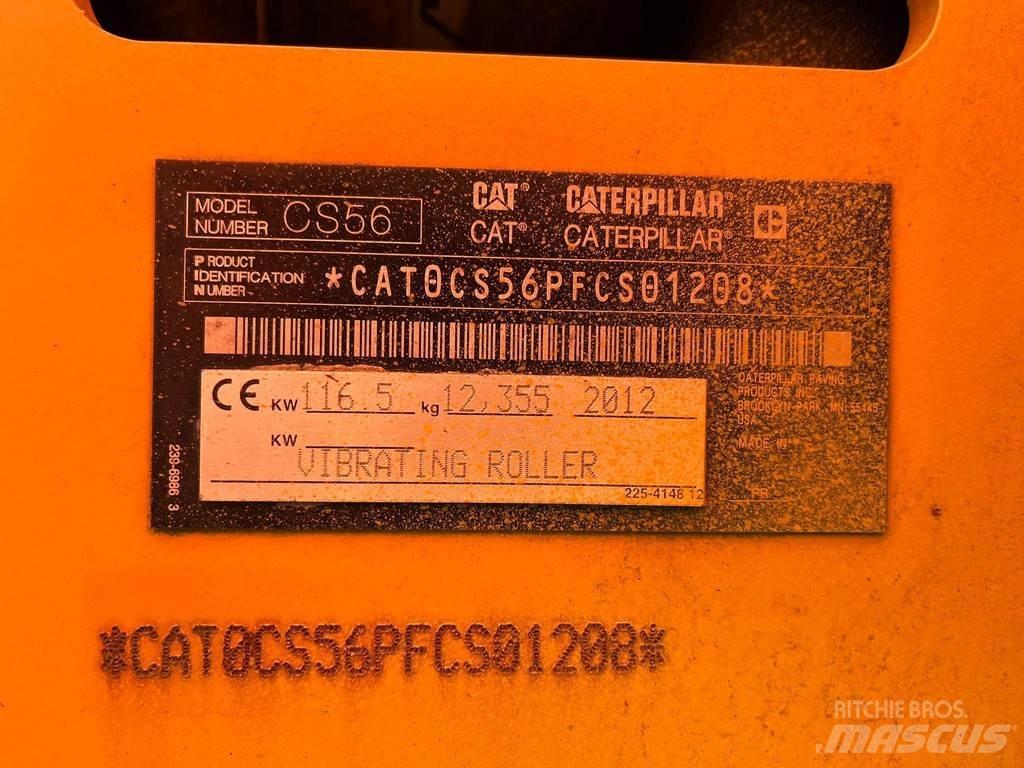 MODEL NUMBER CS56
CAT® CATERPILLAR®
CAT® CATERPILLAR®
PRODUCT IDENTIFICATION NUMBER *CAT0CS56PFCS01208*
CE KW 116.5 kg 12,355 2012
KW
VIBRATING ROLLER
225-4148 12
239-6986 3
CATERPILLAR PAVING
PRODUCTS INC.
BROOKLYN PARK, MN 55445
USA
MADE IN
*CAT0CS56PFCS01208*
RITCHIE BROS.
MASCUS